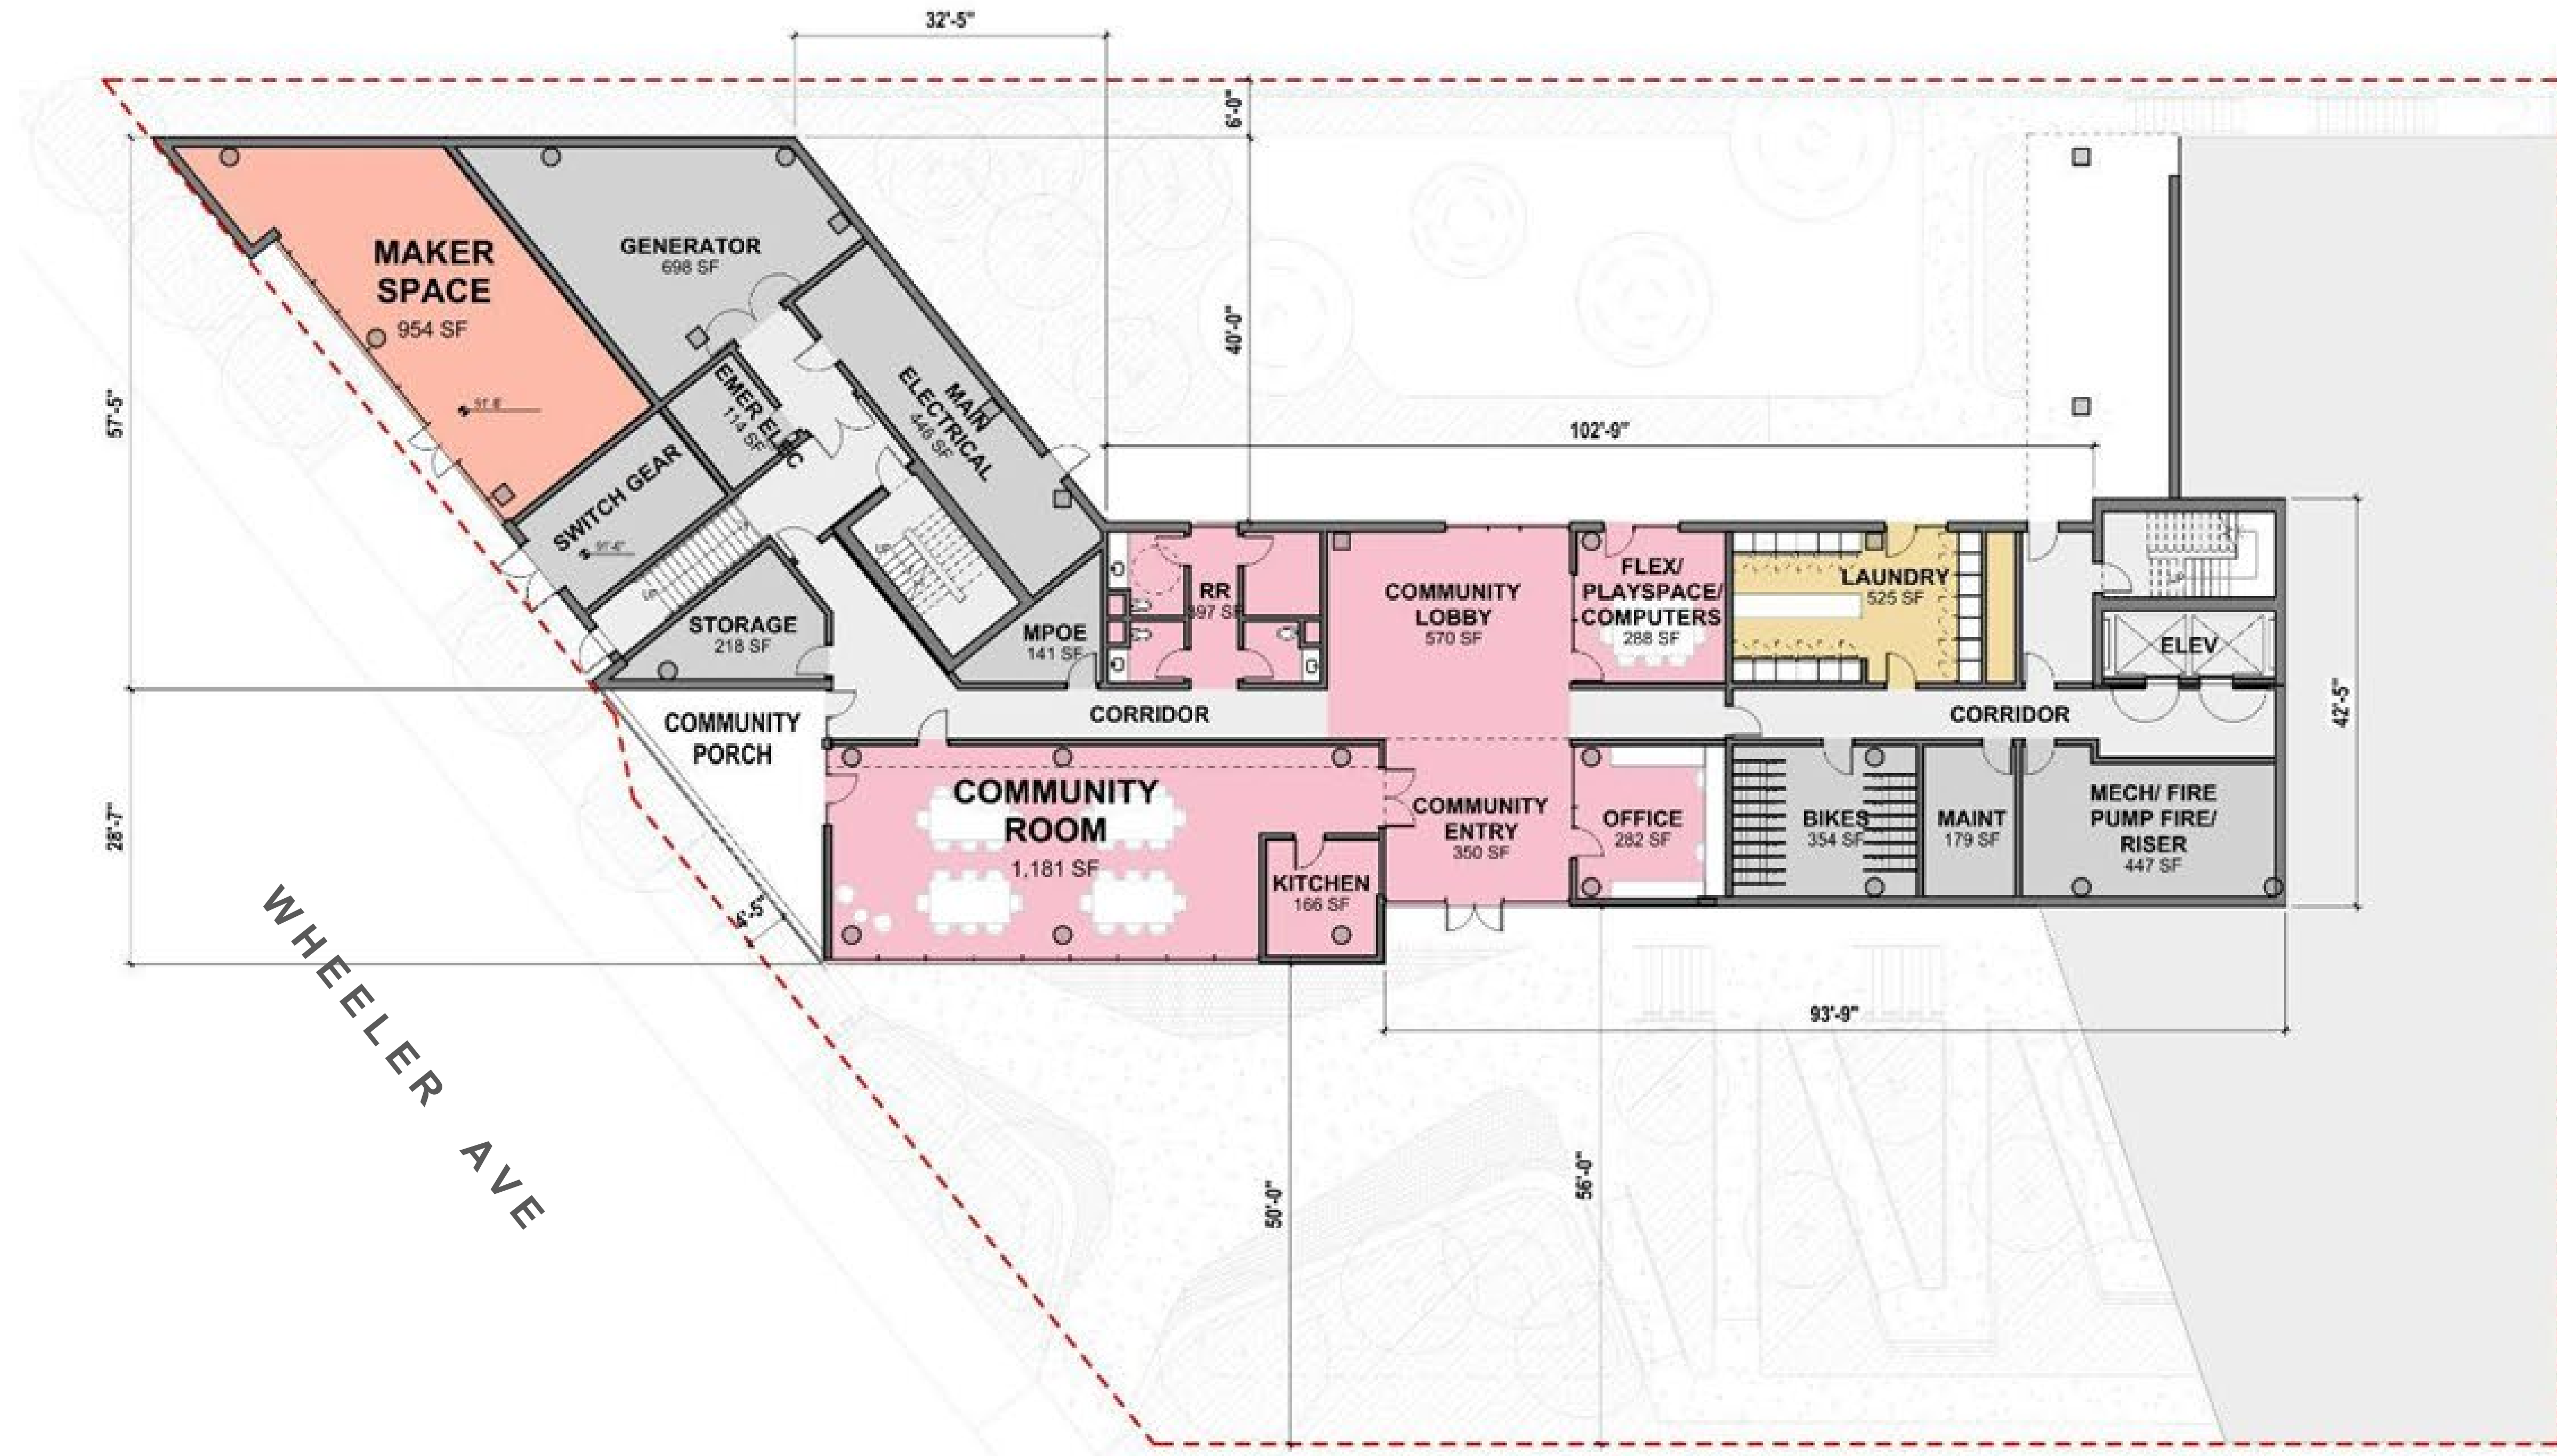 32'-5"
6'-0"
MAKER
SPACE
954 SF
GENERATOR
698 SF
40'-0"
57'-5"
EMER ELEC
114 SF
MAIN
ELECTRICAL
446 SF
102'-9"
SWITCH GEAR
91'-6"
UP
UP
STORAGE
218 SF
MPOE
141 SF
RR
397 SF
COMMUNITY
LOBBY
570 SF
FLEX/
PLAYSPACE/
COMPUTERS
288 SF
LAUNDRY
525 SF
ELEV
42'-5"
COMMUNITY
PORCH
CORRIDOR
CORRIDOR
28'-7"
COMMUNITY
ROOM
1,181 SF
KITCHEN
166 SF
COMMUNITY
ENTRY
350 SF
OFFICE
282 SF
BIKES
354 SF
MAINT
179 SF
MECH/ FIRE
PUMP FIRE/
RISER
447 SF
4'-5"
WHEELER AVE
93'-9"
50'-0"
56'-0"